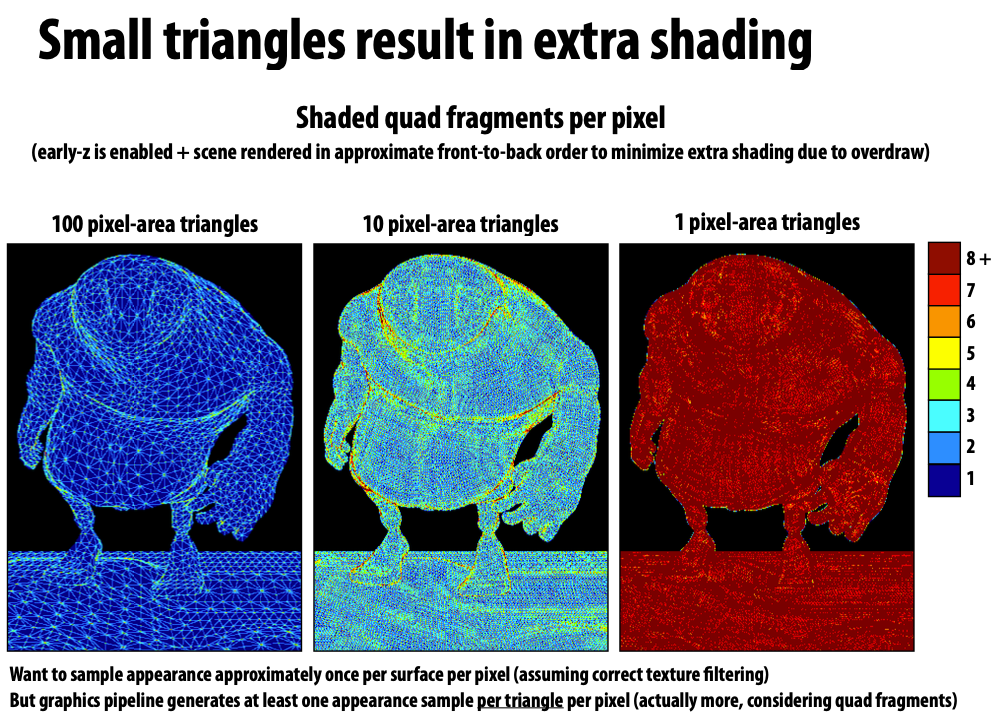 Small triangles result in extra shading
Shaded quad fragments per pixel
(early-z is enabled + scene rendered in approximate front-to-back order to minimize extra shading due to overdraw)
100 pixel-area triangles
10 pixel-area triangles
1 pixel-area triangles
8 +
7
6
5
4
3
2
1
Want to sample appearance approximately once per surface per pixel (assuming correct texture filtering)
But graphics pipeline generates at least one appearance sample per triangle per pixel (actually more, considering quad fragments)